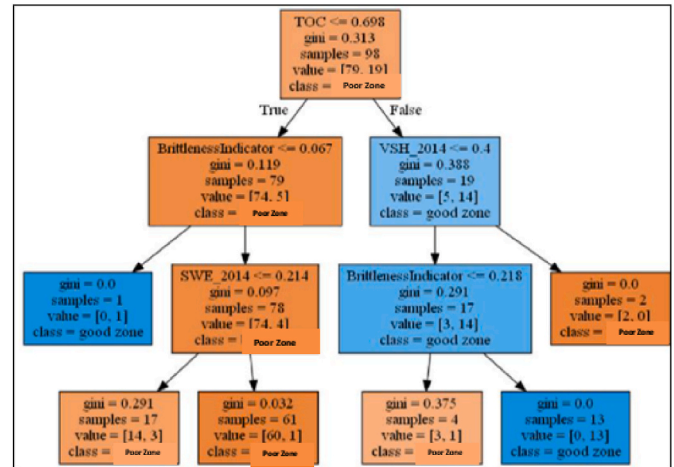 TOC <= 0.698
gini = 0.313
samples = 98
value = [79, 19]
class = Poor Zone
True
False
BrittlenessIndicator <= 0.067
gini = 0.119
samples = 79
value = [74, 5]
class = Poor Zone
VSH_2014 <= 0.4
gini = 0.388
samples = 19
value = [5, 14]
class = good zone
gini = 0.0
samples = 1
value = [0, 1]
class = good zone
SWE_2014 <= 0.214
gini = 0.097
samples = 78
value = [74, 4]
class = Poor Zone
BrittlenessIndicator <= 0.218
gini = 0.291
samples = 17
value = [3, 14]
class = good zone
gini = 0.0
samples = 2
value = [2, 0]
class = Poor Zone
gini = 0.291
samples = 17
value = [14, 3]
class = Poor Zone
gini = 0.032
samples = 61
value = [60, 1]
class = Poor Zone
gini = 0.375
samples = 4
value = [3, 1]
class = Poor Zone
gini = 0.0
samples = 13
value = [0, 13]
class = good zone